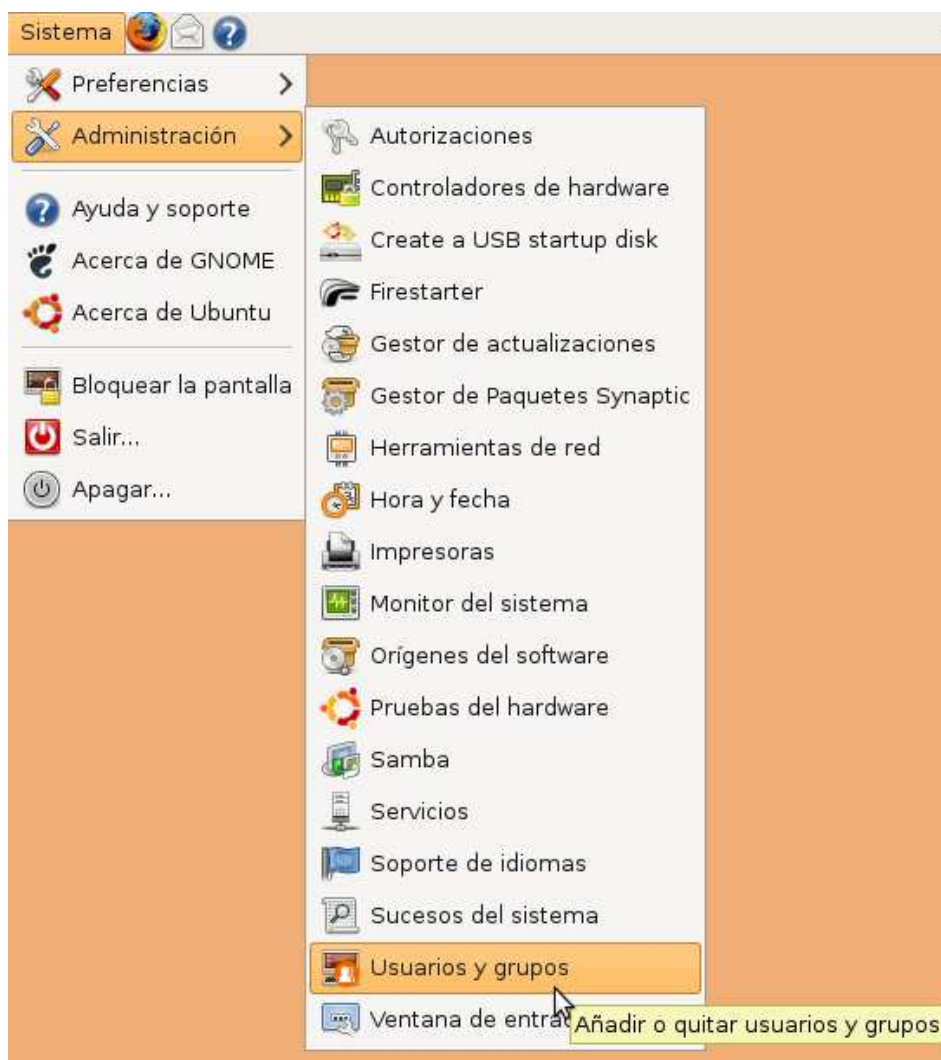 Sistema
Preferencias
Administración
Ayuda y soporte
Acerca de GNOME
Acerca de Ubuntu
Bloquear la pantalla
Salir...
Apagar...
Autorizaciones
Controladores de hardware
Create a USB startup disk
Firestarter
Gestor de actualizaciones
Gestor de Paquetes Synaptic
Herramientas de red
Hora y fecha
Impresoras
Monitor del sistema
Orígenes del software
Pruebas del hardware
Samba
Servicios
Soporte de idiomas
Sucesos del sistema
Usuarios y grupos
Ventana de
Añadir o quitar usuarios y grupos